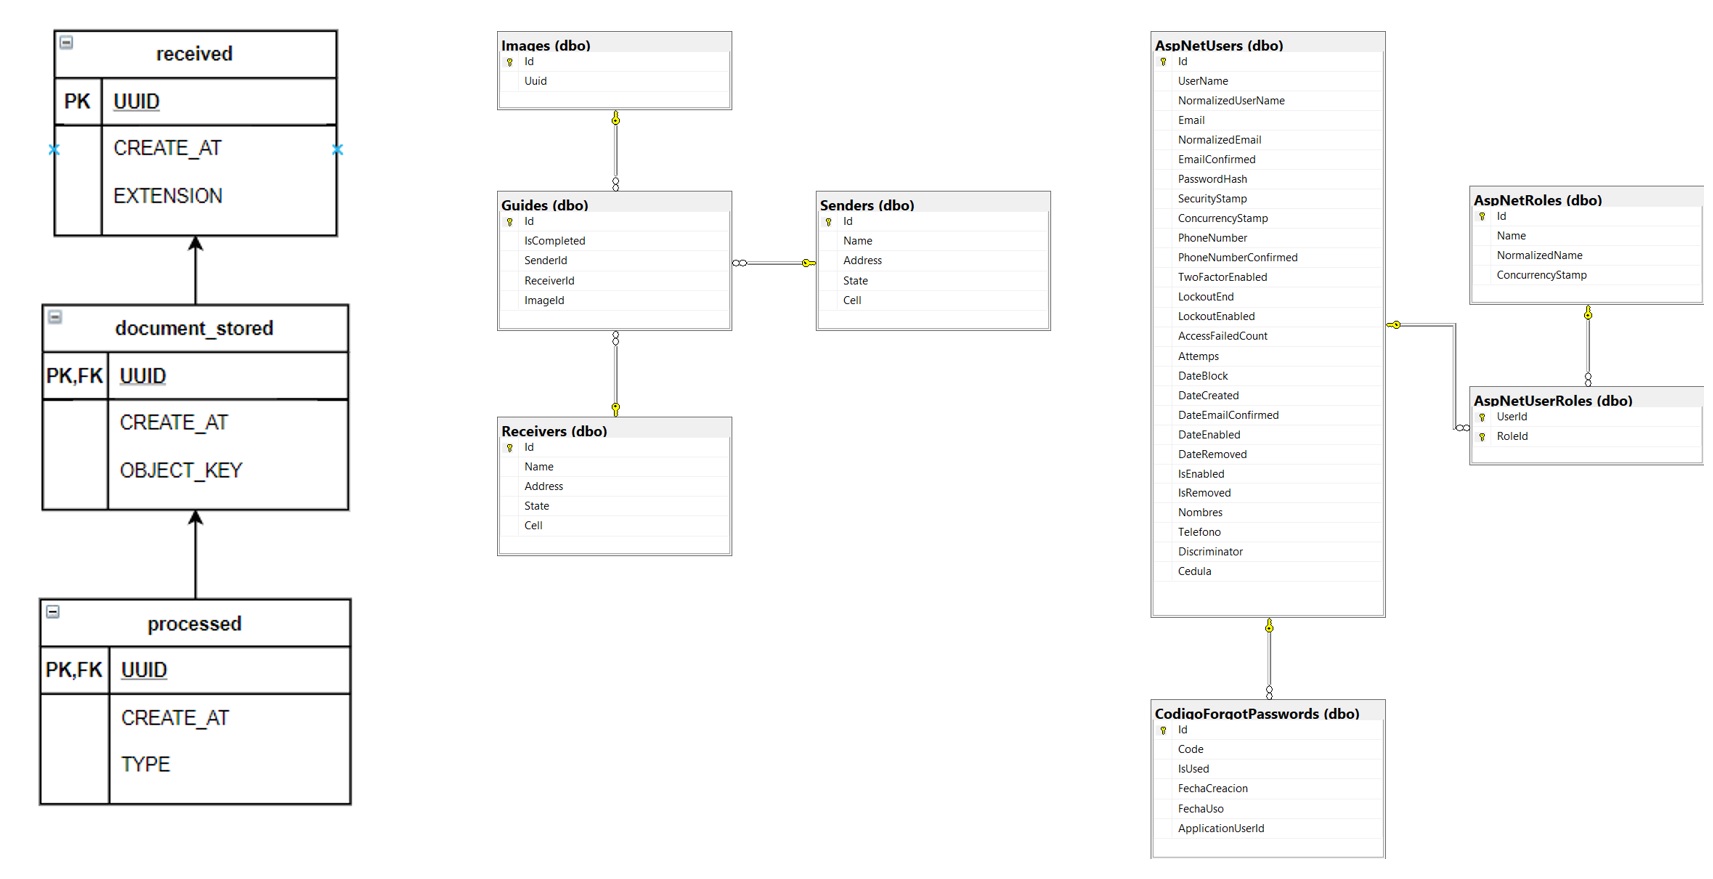 received
PK UUID
CREATE_AT
EXTENSION
document_stored
PK,FK UUID
CREATE_AT
OBJECT_KEY
processed
PK,FK UUID
CREATE_AT
TYPE
Images (dbo)
Id
Uuid
Guides (dbo)
Id
IsCompleted
SenderId
ReceiverId
ImageId
Senders (dbo)
Id
Name
Address
State
Cell
Receivers (dbo)
Id
Name
Address
State
Cell
AspNetUsers (dbo)
Id
UserName
NormalizedUserName
Email
NormalizedEmail
EmailConfirmed
PasswordHash
SecurityStamp
ConcurrencyStamp
PhoneNumber
PhoneNumberConfirmed
TwoFactorEnabled
LockoutEnd
LockoutEnabled
AccessFailedCount
Attemps
DateBlock
DateCreated
DateEmailConfirmed
DateEnabled
DateRemoved
IsEnabled
IsRemoved
Nombres
Telefono
Discriminator
Cedula
AspNetRoles (dbo)
Id
Name
NormalizedName
ConcurrencyStamp
AspNetUserRoles (dbo)
UserId
RoleId
CodigoForgotPasswords (dbo)
Id
Code
IsUsed
FechaCreacion
FechaUso
ApplicationUserId